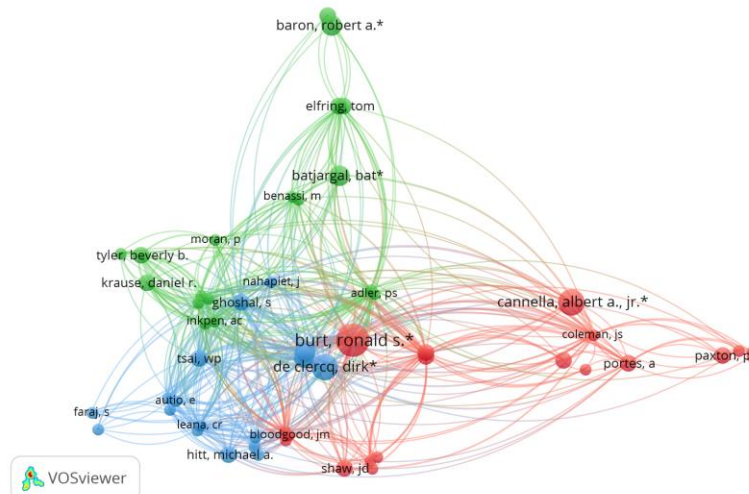 baron, robert a.*
elfring, tom
batjargal, bat*
benassi, m
moran, p
tyler, beverly b.
krause, daniel r.
nahapiet, j
adler, ps
ghoshal, s
cannella, albert a., jr.*
inkpen, ac
burt, ronald s.*
coleman, js
tsai, wp
de clercq, dirk*
portes, a
paxton, p
autio, e
faraj, s
leana, cr
bloodgood, jm
hitt, michael a.
shaw, jd
VOSviewer